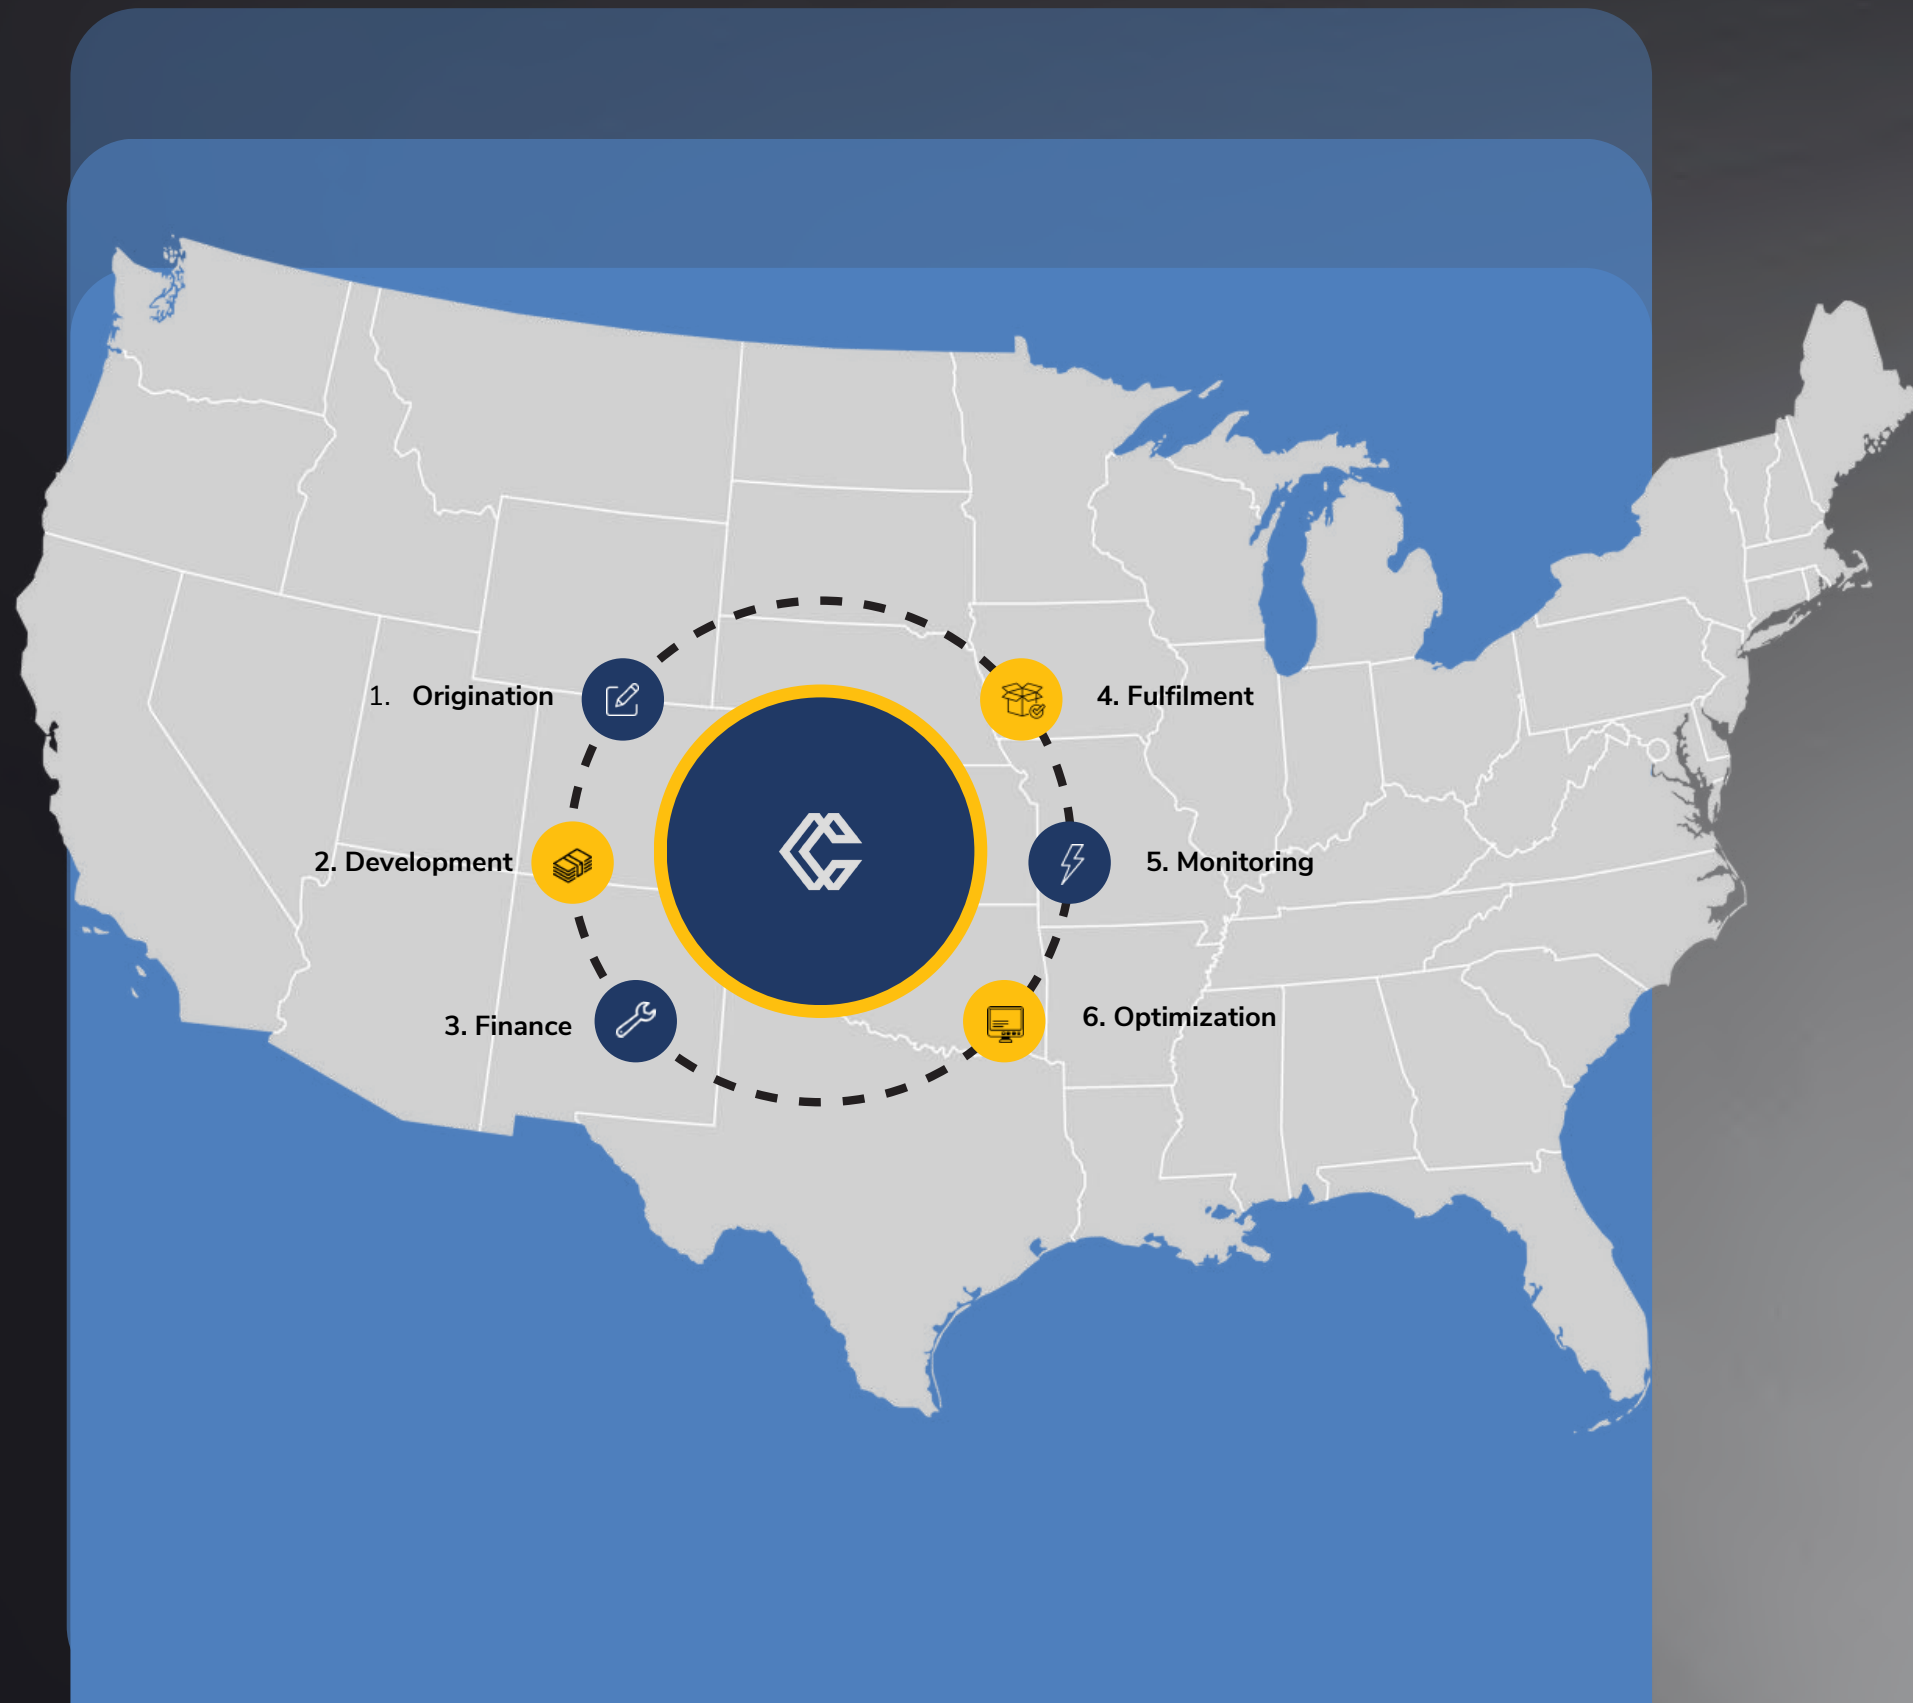 1. Origination
2. Development
3. Finance
4. Fulfilment
5. Monitoring
6. Optimization